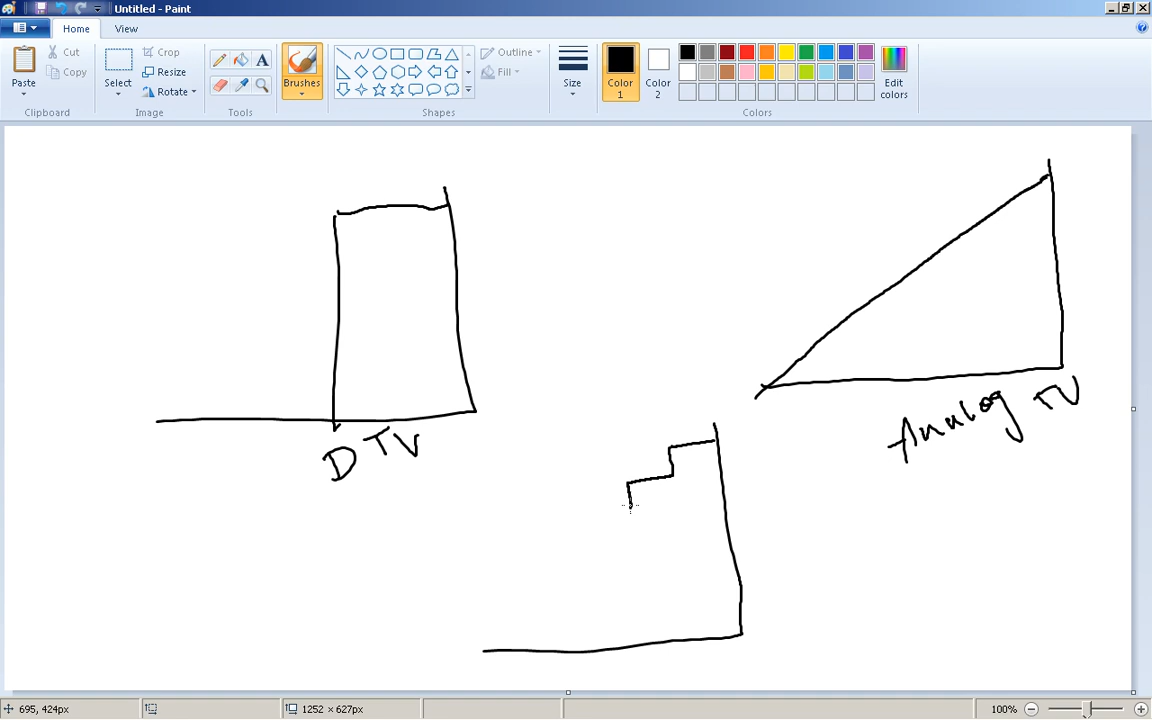 Untitled - Paint
Home View
Paste
Cut
Copy
Clipboard
Select
Crop
Resize
Rotate
Image
A
Tools
Brushes
Outline
Fill
Shapes
Size
Color 1
Color 2
Edit colors
Colors
D TV
Analog TV
695, 424px
1252 × 627px
100%